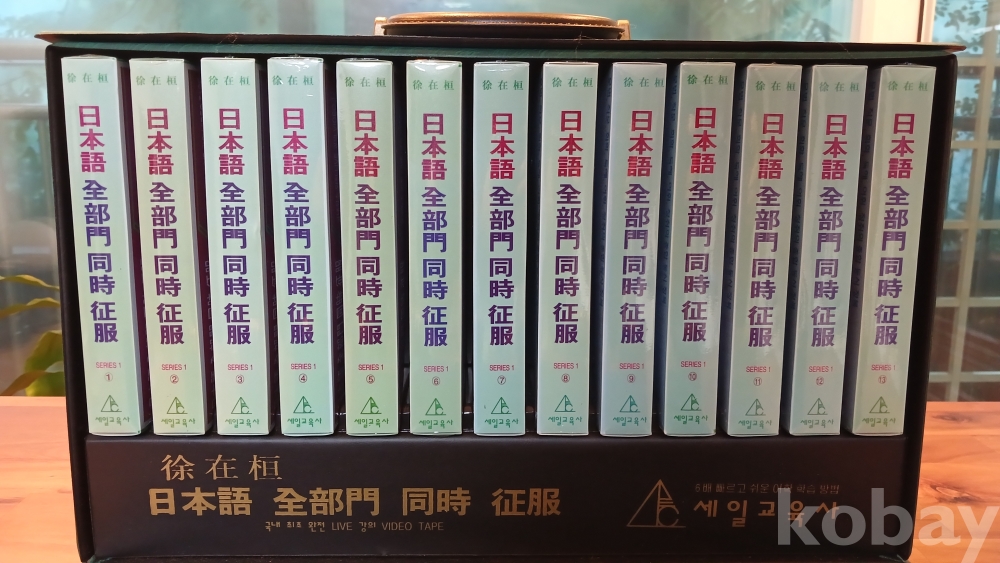 徐在桓
日本語 全部門 同時 征服
SERIES 1
①
세일교육사
徐在桓
日本語 全部門 同時 征服
SERIES 1
②
세일교육사
徐在桓
日本語 全部門 同時 征服
SERIES 1
③
세일교육사
徐在桓
日本語 全部門 同時 征服
SERIES 1
④
세일교육사
徐在桓
日本語 全部門 同時 征服
SERIES 1
⑤
세일교육사
徐在桓
日本語 全部門 同時 征服
SERIES 1
⑥
세일교육사
徐在桓
日本語 全部門 同時 征服
SERIES 1
⑦
세일교육사
徐在桓
日本語 全部門 同時 征服
SERIES 1
⑧
세일교육사
徐在桓
日本語 全部門 同時 征服
SERIES 1
⑨
세일교육사
徐在桓
日本語 全部門 同時 征服
SERIES 1
⑩
세일교육사
徐在桓
日本語 全部門 同時 征服
SERIES 1
⑪
세일교육사
徐在桓
日本語 全部門 同時 征服
SERIES 1
⑫
세일교육사
徐在桓
日本語 全部門 同時 征服
SERIES 1
⑬
세일교육사
徐在桓
日本語 全部門 同時 征服
국내 최초 완전 LIVE 강의 VIDEO TAPE
빠르고 쉬운 학습 방법
세일교육사
kobay